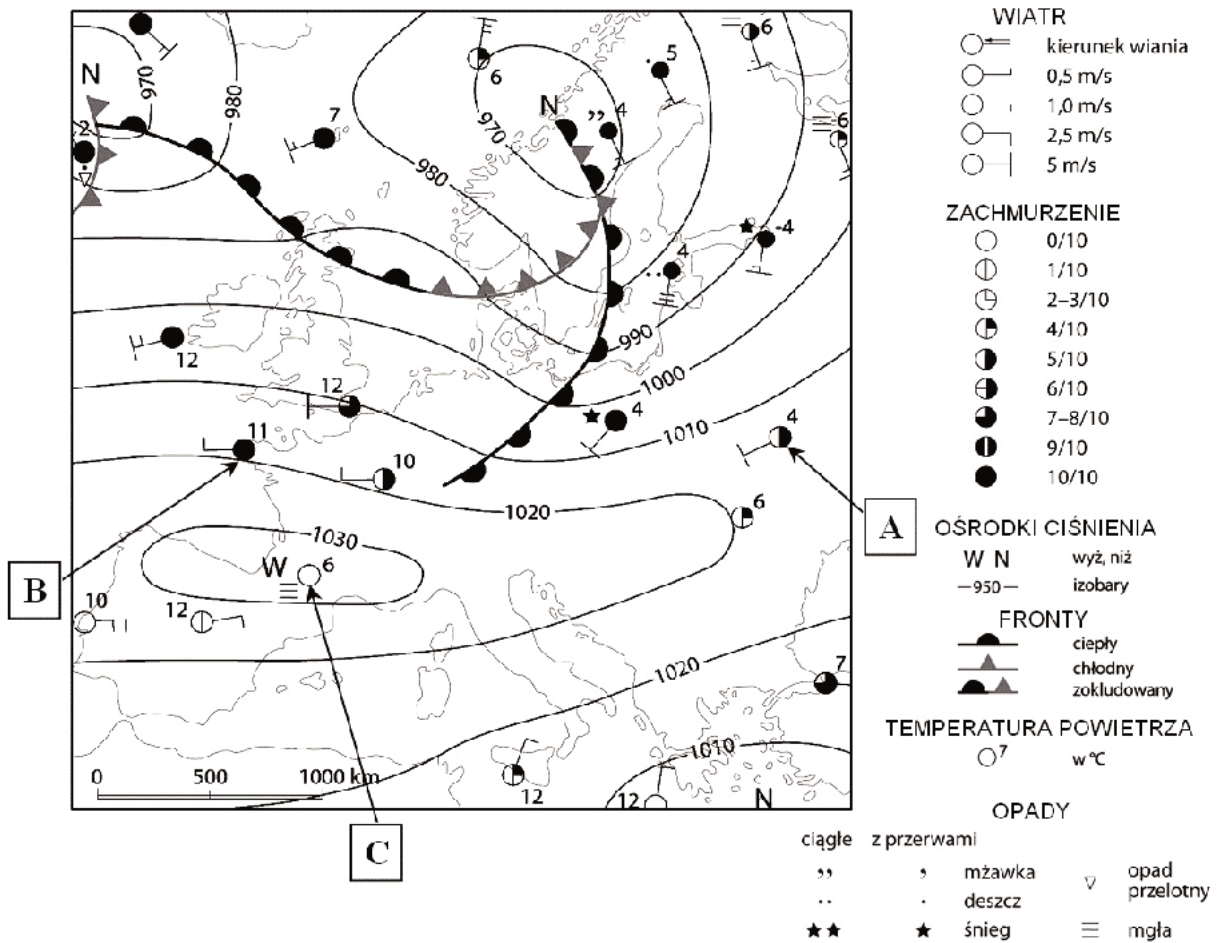 N
970
980
2
7
6
N
970
4
5
6
6
980
-4
4
990
12
12
1000
4
1010
4
11
10
1020
6
1030
W
6
10
12
1020
7
1010
12
12
N
0 500 1000 km
A
B
C
WIATR
kierunek wiania
0,5 m/s
1,0 m/s
2,5 m/s
5 m/s
ZACHMURZENIE
0/10
1/10
2–3/10
4/10
5/10
6/10
7–8/10
9/10
10/10
OŚRODKI CIŚNIENIA
W N wyż, niż
–950– izobary
FRONTY
ciepły
chłodny
zokludowany
TEMPERATURA POWIETRZA
7 w °C
OPADY
ciągłe z przerwami
,, , mżawka
.. . deszcz
★★ ★ śnieg
▽ opad
przelotny
≡ mgła